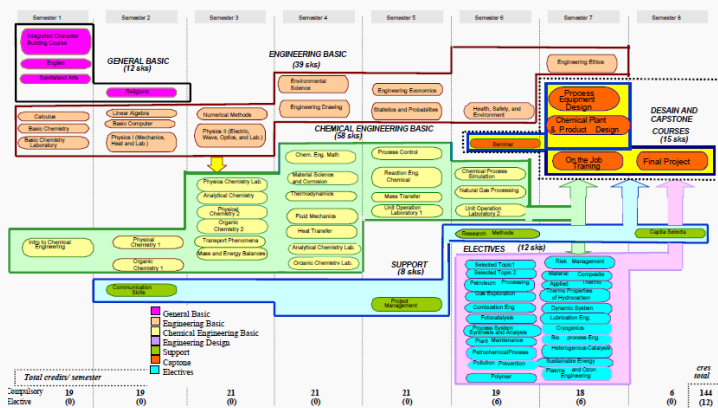 Semester 1
Semester 2
Semester 3
Semester 4
Semester 5
Semester 6
Semester 7
Semester 8
Integrated Character
Building Course
English
Sports and Arts
GENERAL BASIC
(12 sks)
Religions
ENGINEERING BASIC
(39 sks)
Calculus
Basic Chemistry
Basic Chemistry
Laboratory
Linear Algebra
Basic Computer
Physics I (Mechanics,
Heat and Lab.)
Numerical Methods
Physics II (Electric,
Wave, Optics, and Lab.)
Environmental
Science
Engineering Drawing
Engineering Economics
Statistics and Probabilities
Health, Safety, and
Environment
Engineering Ethics
CHEMICAL ENGINEERING BASIC
(58 sks)
Process
Equipment
Design
Chemical Plant
& Product Design
On the Job
Training
Final Project
DESAIN AND
CAPSTONE
COURSES
(15 sks)
Seminar
Intro to Chemical
Engineering
Physical
Chemistry 1
Organic
Chemistry 1
Physica Chemistry Lab.
Analytical Chemistry
Physical
Chemistry 2
Organic
Chemistry 2
Transport Phenomena
Mass and Energy Balances
Chem. Eng. Math
Material Science
and Corrosion
Thermodynamics
Fluid Mechanics
Heat Transfer
Analytical Chemistry Lab.
Organic Chemistry Lab.
Process Control
Reaction Eng.
Chemical
Mass Transfer
Unit Operation
Laboratory 1
Chemical Process
Simulation
Natural Gas Processing
Unit Operation
Laboratory 2
Research Methods
Capita Selecta
SUPPORT
(8 sks)
Communication
Skills
Project
Management
ELECTIVES
(12 sks)
Selected Topic1
Selected Topic 2
Petroleum Processing
Gas Exploration
Combustion Eng
Fotocatalysis
Process System
Synthesis and Analysis
Plant Maintenance
Petrochemical Process
Pollution Prevention
Polymer
Risk Management
Material Composite
Applied Thermo
Thermo Properties
of Hydrocarbon
Dynamic System
Lubrication Eng.
Cryogenics
Bio process Eng.
Heterogenous Catalysis
Sustainable Energy
Plasma and Ozon
Engineering
General Basic
Engineering Basic
Chemical Engineering Basic
Engineering Design
Support
Captone
Electives
Total credits/ semester
cres
total
Compulsory 19 19 21 21 21 19 18 6 144
Elective (0) (0) (0) (0) (0) (6) (6) (0) (12)